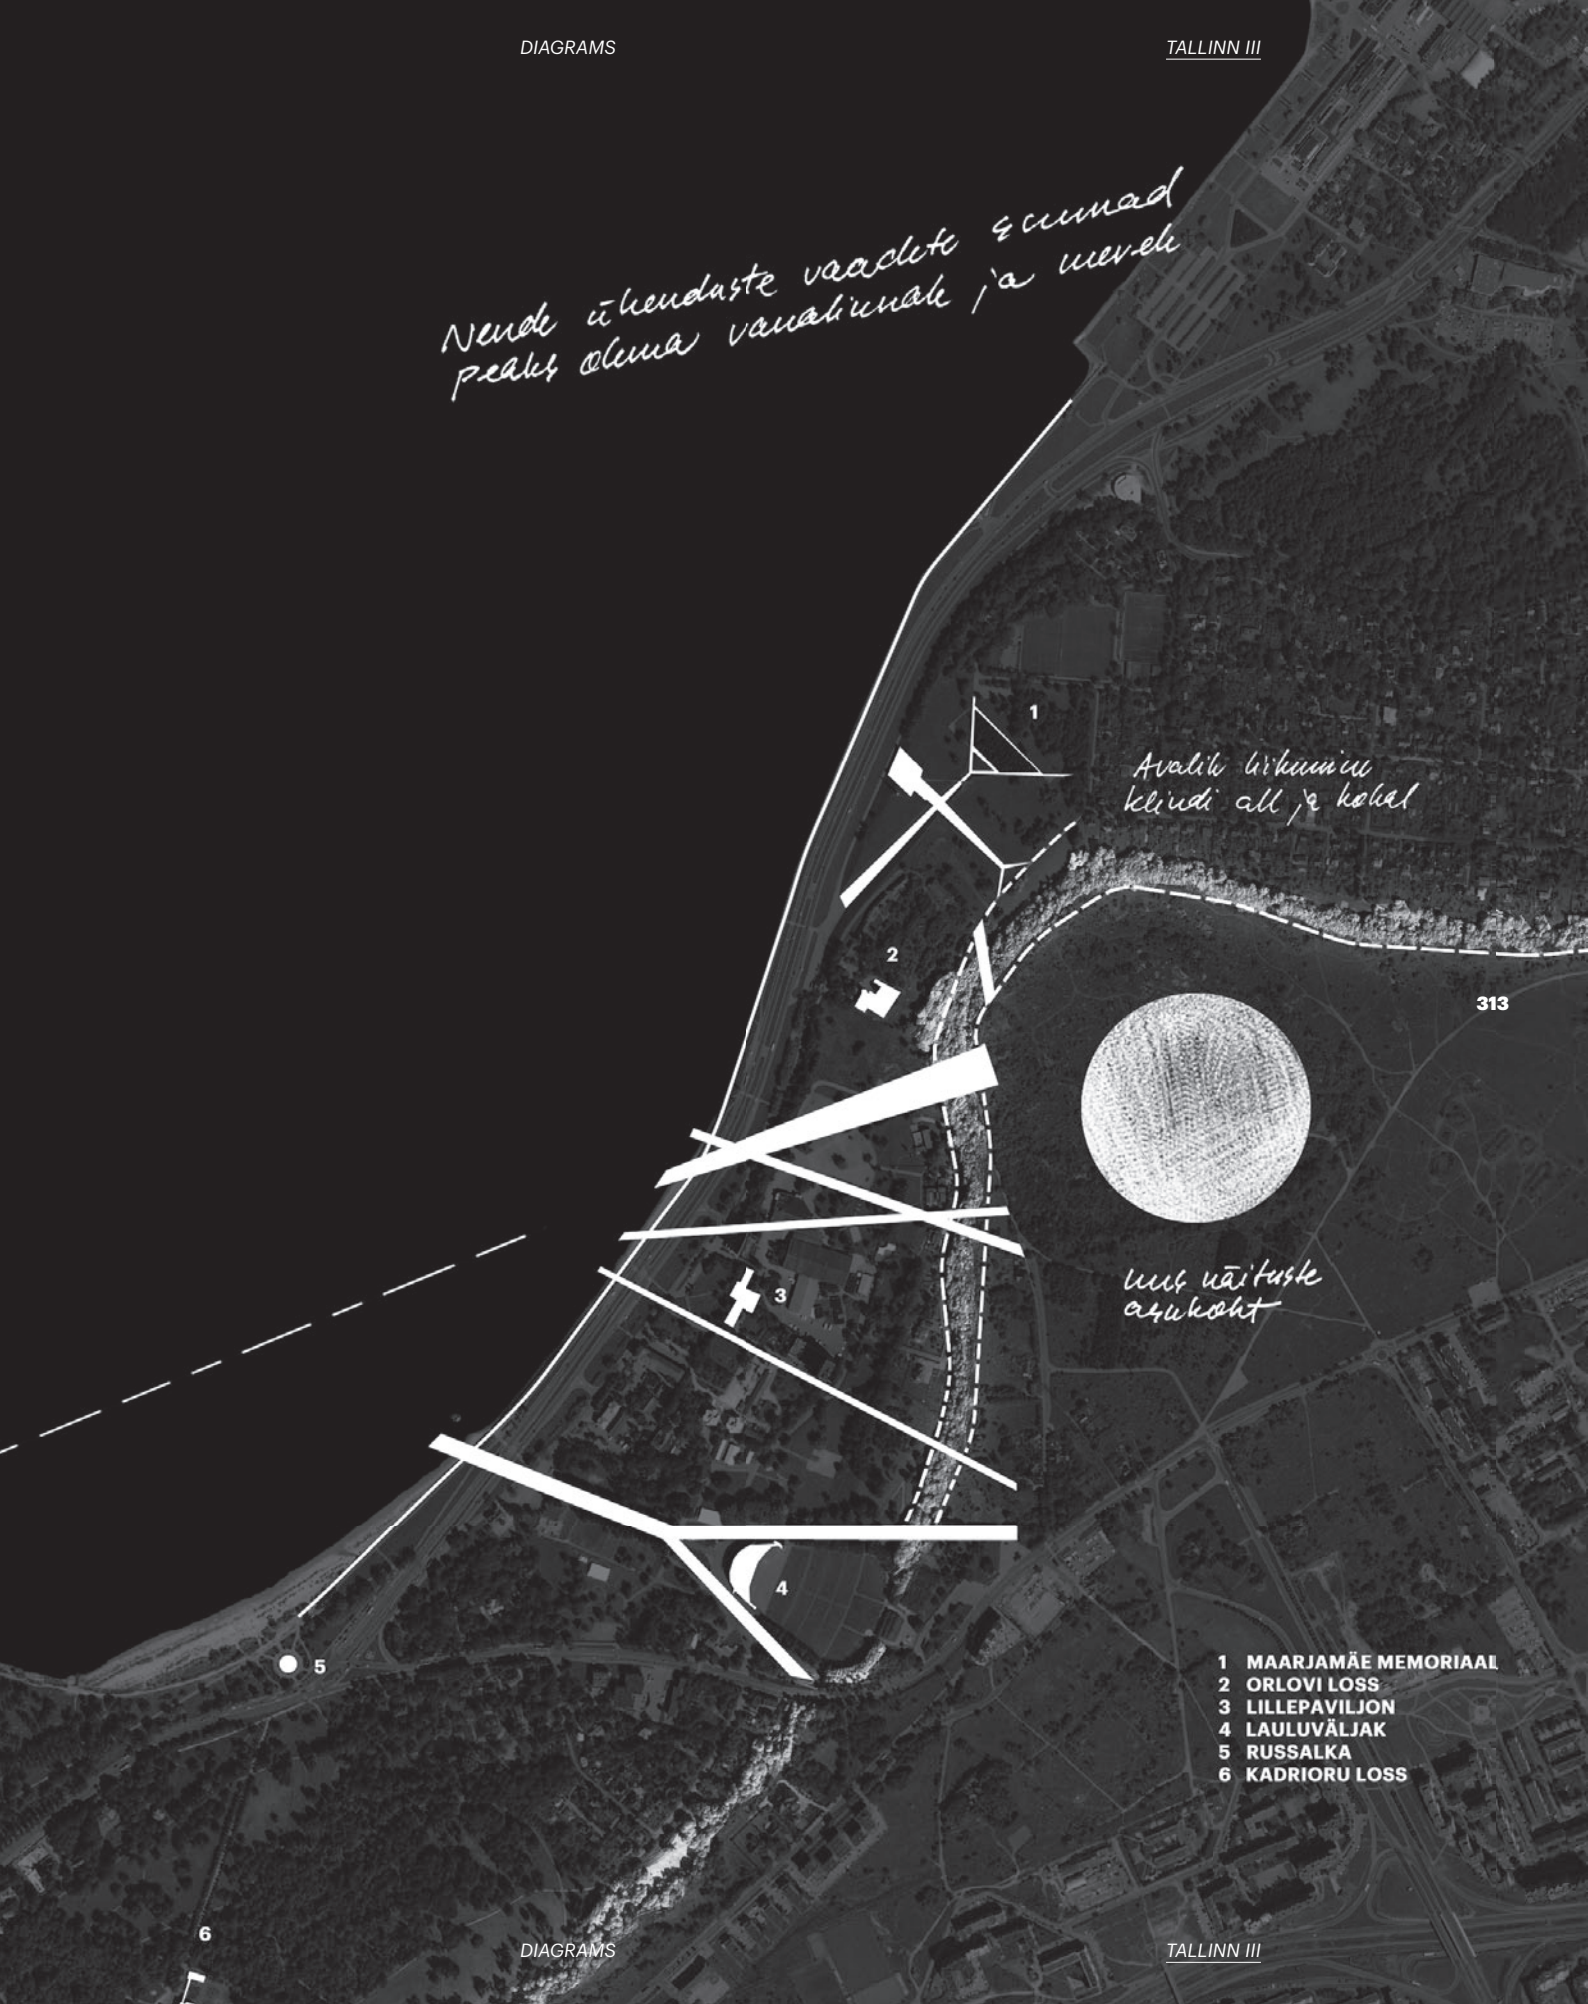 DIAGRAMS
TALLINN III
Nende ühenduste vaadete suunad
peaks olema vanalinnale ja merele
1
Avalik liikumine
klindi all ja kohal
2
313
3
uus näituste
asukoht
4
5
1 MAARJAMÄE MEMORIAAL
2 ORLOVI LOSS
3 LILLEPAVILJON
4 LAULUVÄLJAK
5 RUSSALKA
6 KADRIORU LOSS
6
DIAGRAMS
TALLINN III